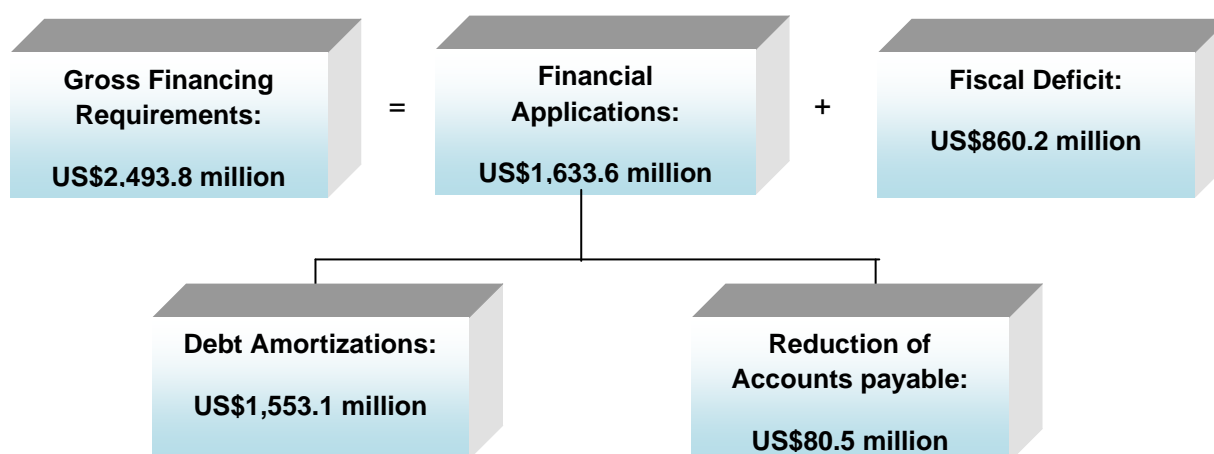 Gross Financing
Requirements:
US$2,493.8 million
=
Financial
Applications:
US$1,633.6 million
+
Fiscal Deficit:
US$860.2 million
Debt Amortizations:
US$1,553.1 million
Reduction of
Accounts payable:
US$80.5 million